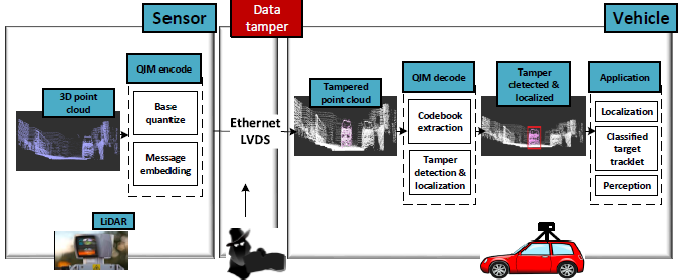 Sensor
Data
tamper
Vehicle
QIM encode
3D point
cloud
Base
quantize
Message
embedding
LiDAR
Ethernet
LVDS
Tampered
point cloud
QIM decode
Codebook
extraction
Tamper
detection &
localization
Tamper
cletected &
localized
Application
Localization
Classified
target
tracklet
Perception